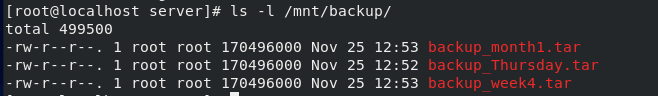 [root@localhost server]# ls -l /mnt/backup/
total 499500
-rw-r--r--. 1 root root 170496000 Nov 25 12:53 backup_month1.tar
-rw-r--r--. 1 root root 170496000 Nov 25 12:52 backup_Thursday.tar
-rw-r--r--. 1 root root 170496000 Nov 25 12:53 backup_week4.tar